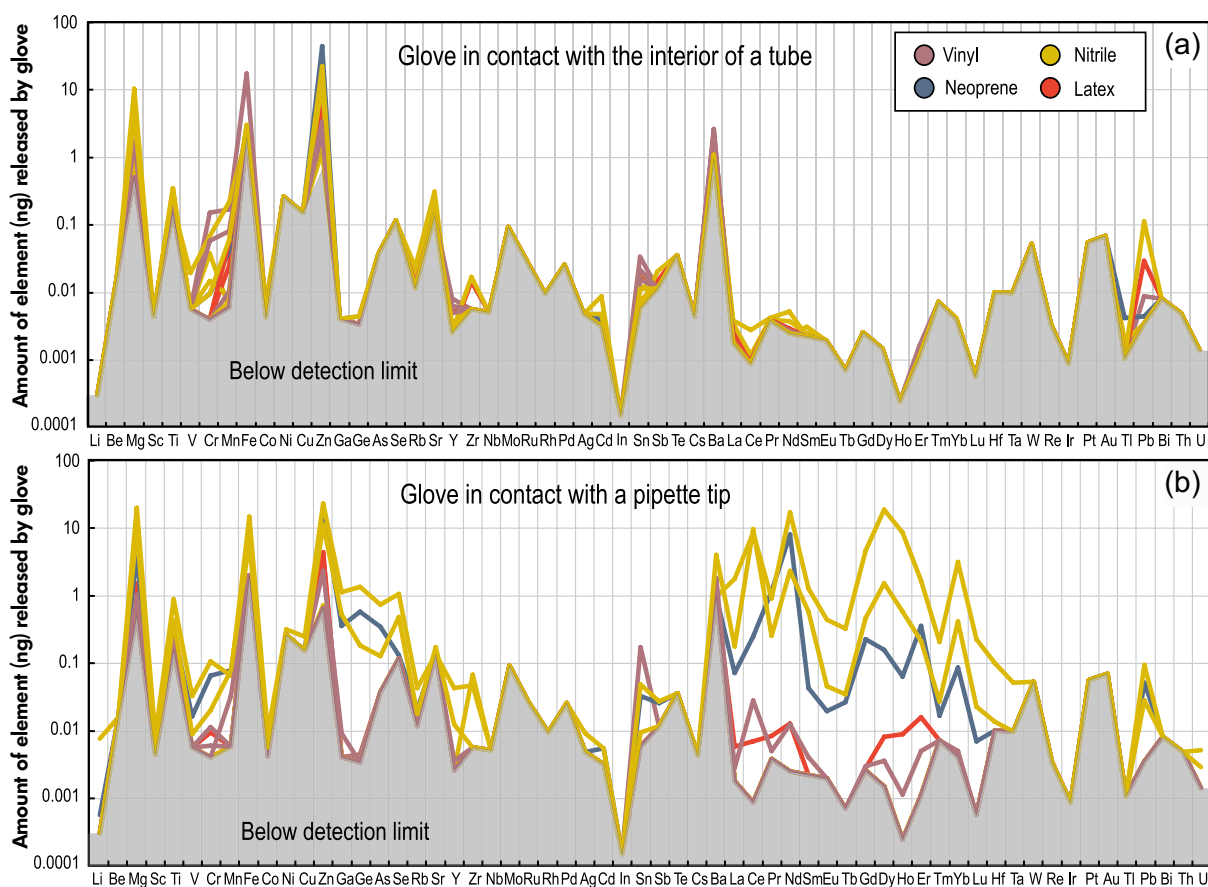 (a)
Glove in contact with the interior of a tube
Vinyl Nitrile
Neoprene Latex
Amount of element (ng) released by glove
100
10
1
0.1
0.01
0.001
0.0001
Below detection limit
Li Be Mg Sc Ti V Cr Mn Fe Co Ni Cu Zn Ga Ge As Se Rb Sr Y Zr Nb Mo Ru Rh Pd Ag Cd In Sn Sb Te Cs Ba La Ce Pr Nd Sm Eu Tb Gd Dy Ho Er Tm Yb Lu Hf Ta W Re Ir Pt Au Tl Pb Bi Th U
(b)
Glove in contact with a pipette tip
Amount of element (ng) released by glove
100
10
1
0.1
0.01
0.001
0.0001
Below detection limit
Li Be Mg Sc Ti V Cr Mn Fe Co Ni Cu Zn Ga Ge As Se Rb Sr Y Zr Nb Mo Ru Rh Pd Ag Cd In Sn Sb Te Cs Ba La Ce Pr Nd Sm Eu Tb Gd Dy Ho Er Tm Yb Lu Hf Ta W Re Ir Pt Au Tl Pb Bi Th U